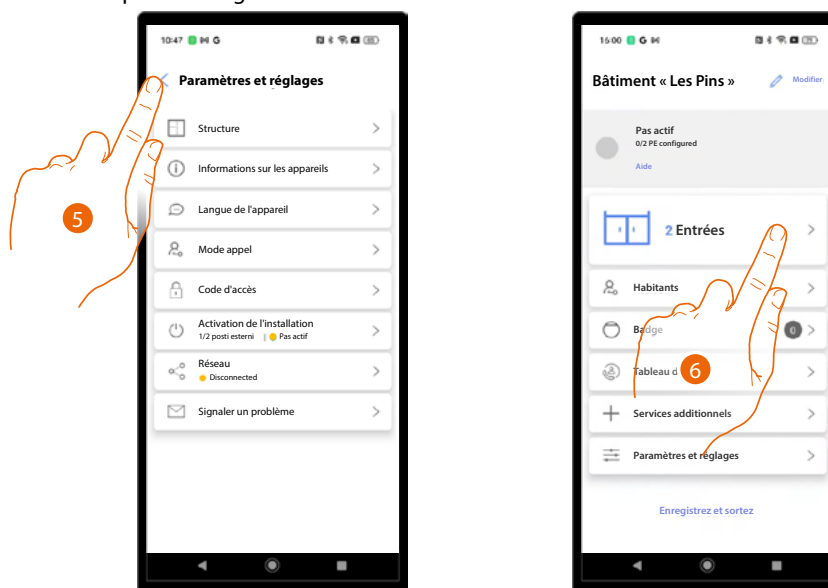 10:47 G
Paramètres et réglages
Structure
Informations sur les appareils
Langue de l'appareil
Mode appel
Code d'accès
Activation de l'installation
1/2 posti esterni | Pas actif
Réseau
Disconnected
Signaler un problème
5
15:00 G
Bâtiment « Les Pins » Modifier
Pas actif
0/2 PE configured
Aide
2 Entrées
Habitants
Badge 0
Tableau d
6
Services additionnels
Paramètres et réglages
Enregistrez et sortez